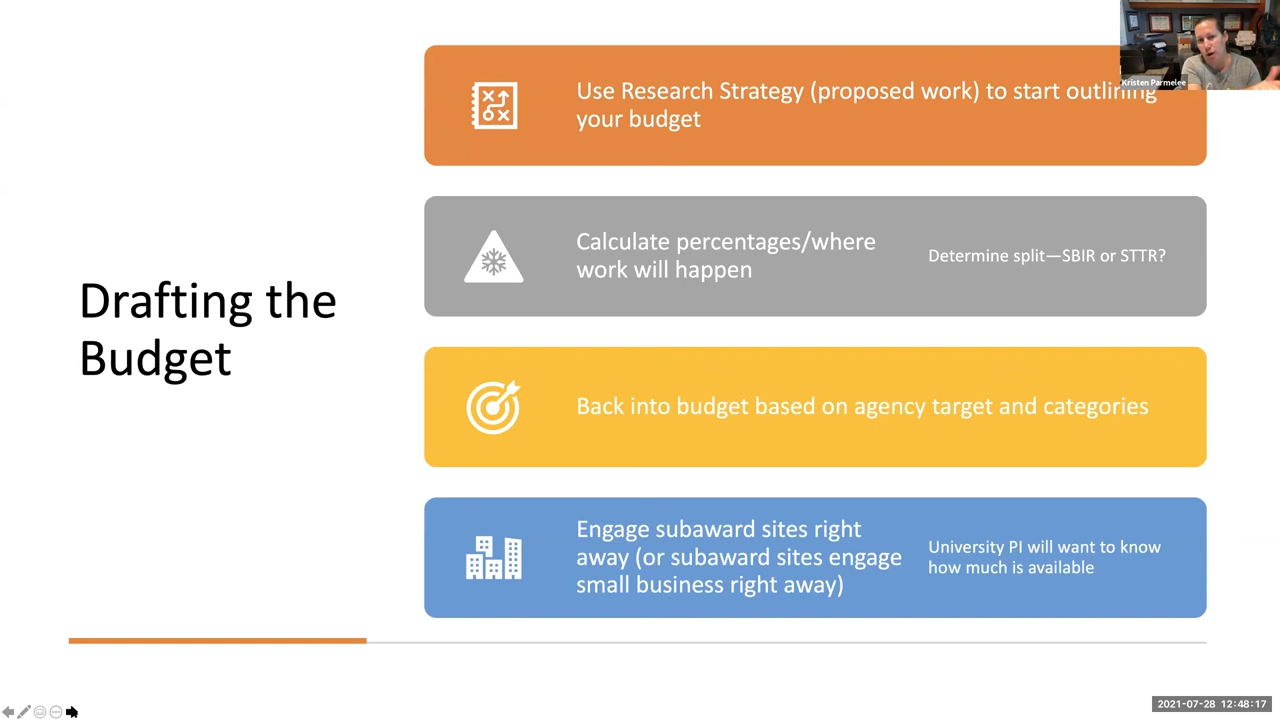 Drafting the
Budget
Use Research Strategy (proposed work) to start outlining
your budget
Calculate percentages/where
work will happen
Determine split—SBIR or STTR?
Back into budget based on agency target and categories
Engage subaward sites right
away (or subaward sites engage
small business right away)
University PI will want to know
how much is available
Kristen Parmelee
2021-07-28 12:48:17